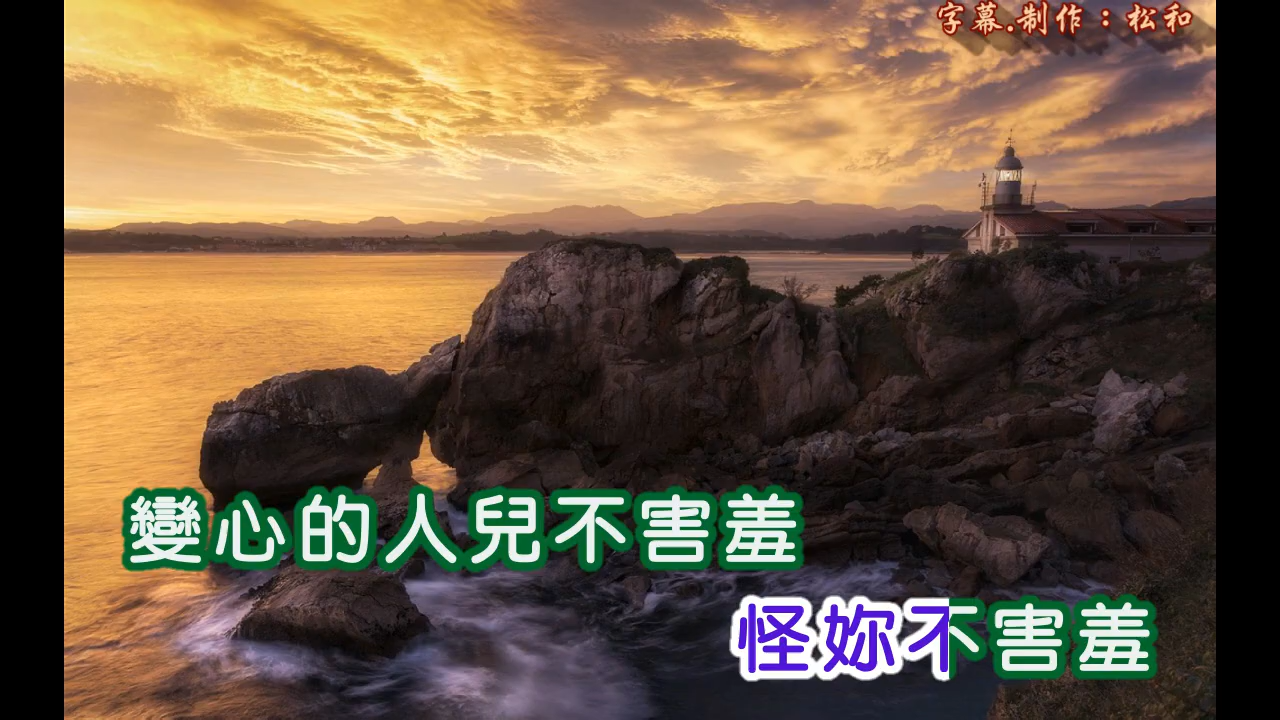 字幕.制作：松和
變心的人兒不害羞
怪妳不害羞